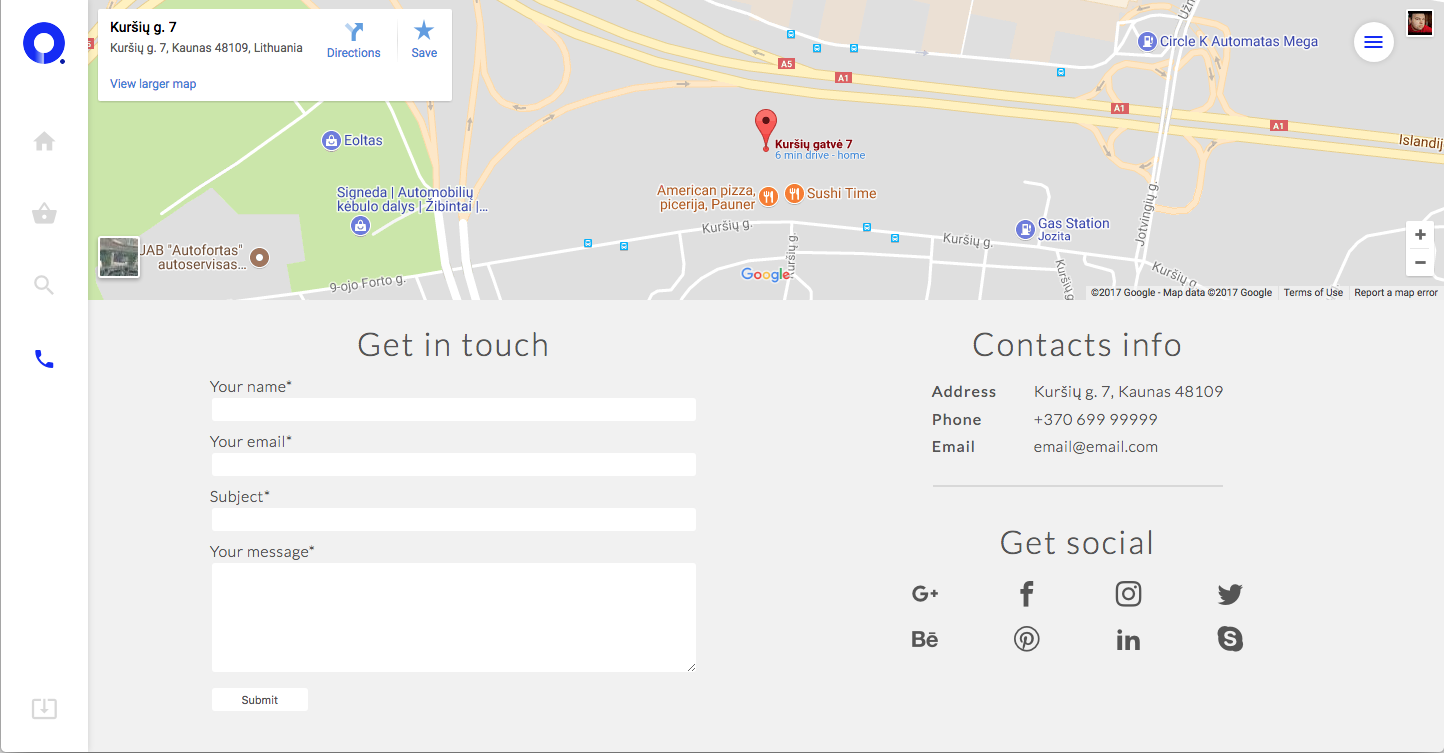 Kuršių g. 7
Kuršių g. 7, Kaunas 48109, Lithuania
Directions
Save
View larger map
A5
A1
A1
A1
Circle K Automatas Mega
Islandij
Eoltas
Kuršių gatvė 7
6 min drive - home
Signeda | Automobilių
kėbulo dalys | Žibintai |...
American pizza,
picerija, Pauner
Sushi Time
Jotvingių g.
Gas Station
Jozita
JAB "Autofortas"
autoservisas...
Kuršių g.
Kuršių g.
Kuršių g.
Kuršių g.
Kuršių g.
9-ojo Forto g.
Google
+
−
©2017 Google - Map data ©2017 Google
Terms of Use
Report a map error
Get in touch
Your name*
Your email*
Subject*
Your message*
Submit
Contacts info
Address Kuršių g. 7, Kaunas 48109
Phone +370 699 99999
Email email@email.com
Get social
G+
Bē
in